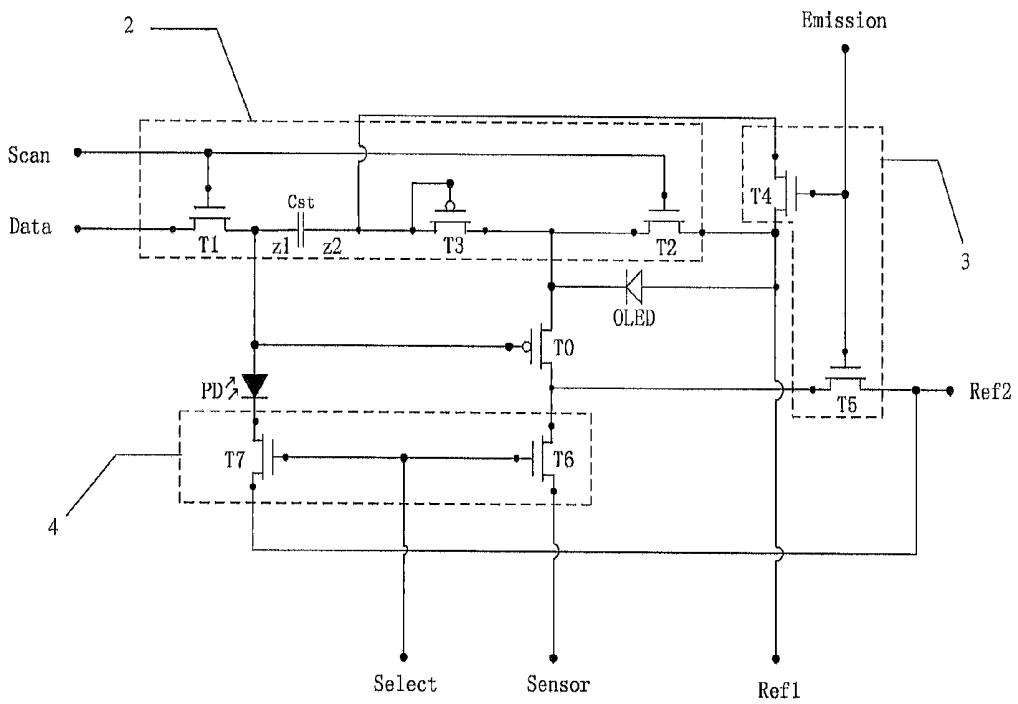 2
Emission
Scan
T4
Cst
Data
T1
z1
z2
T3
T2
3
OLED
T0
PD
T5
Ref2
T7
T6
4
Select
Sensor
Ref1